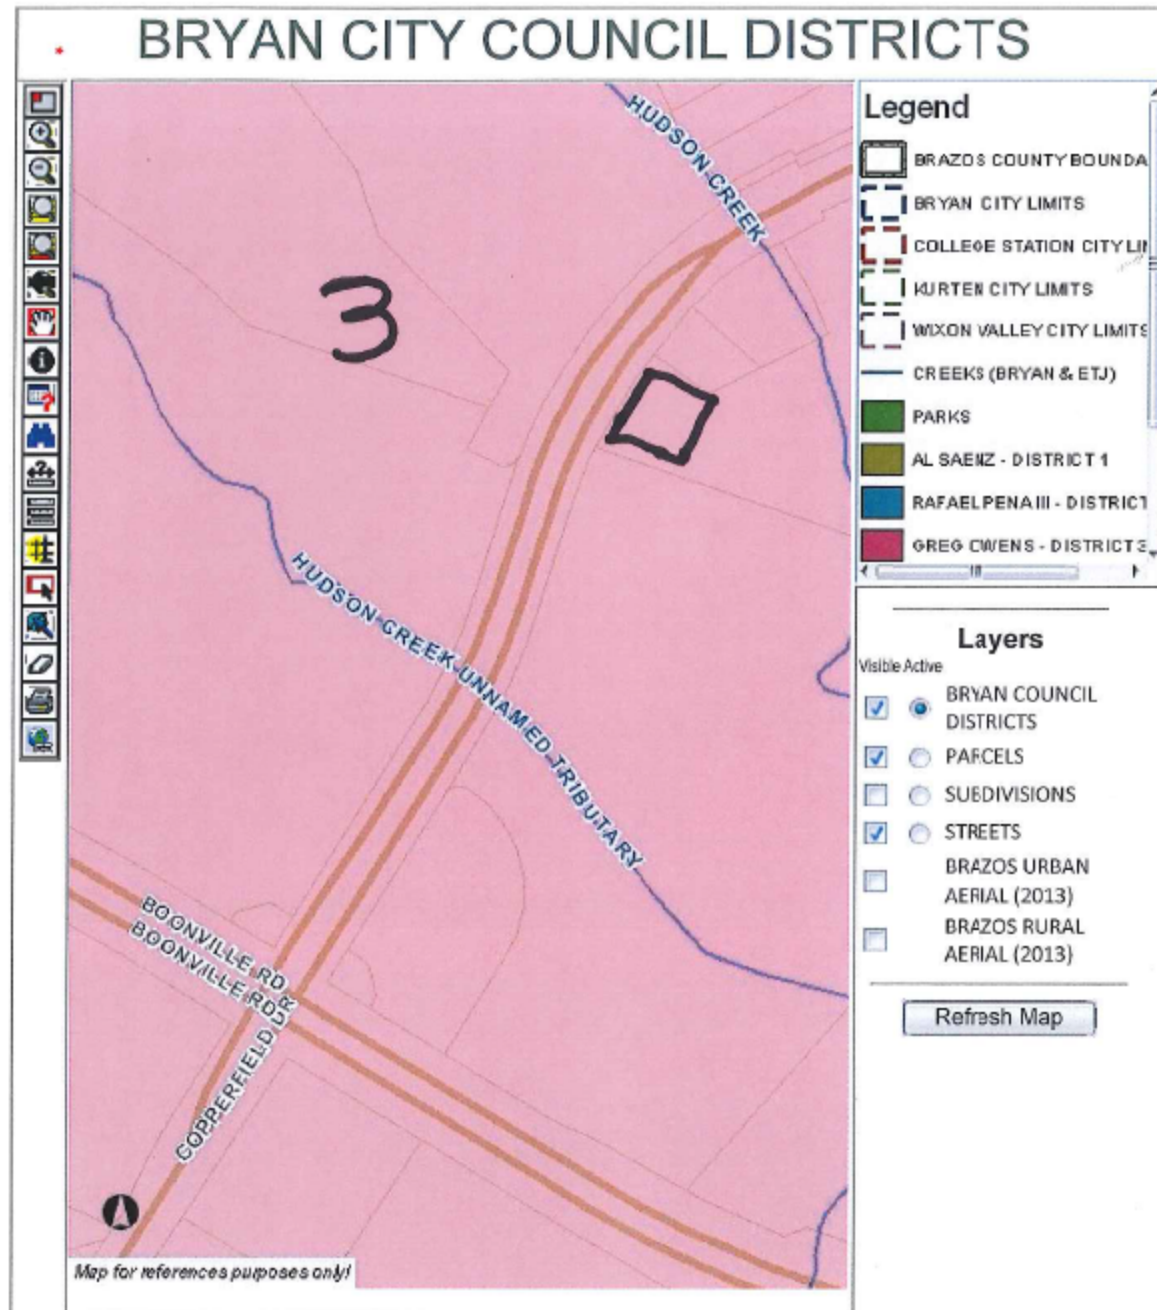 BRYAN CITY COUNCIL DISTRICTS
HUDSON CREEK
3
HUDSON CREEK UNNAMED TRIBUTARY
BOONVILLE RD
BOONVILLE RD
COPPERFIELD DR
Map for references purposes only!
Legend
BRAZOS COUNTY BOUNDA
BRYAN CITY LIMITS
COLLEGE STATION CITY LIM
KURTEN CITY LIMITS
WIXON VALLEY CITY LIMITS
CREEKS (BRYAN & ETJ)
PARKS
AL SAENZ - DISTRICT 1
RAFAEL PENA III - DISTRICT
GREG OWENS - DISTRICT 3
Layers
Visible Active
BRYAN COUNCIL
DISTRICTS
PARCELS
SUBDIVISIONS
STREETS
BRAZOS URBAN
AERIAL (2013)
BRAZOS RURAL
AERIAL (2013)
Refresh Map